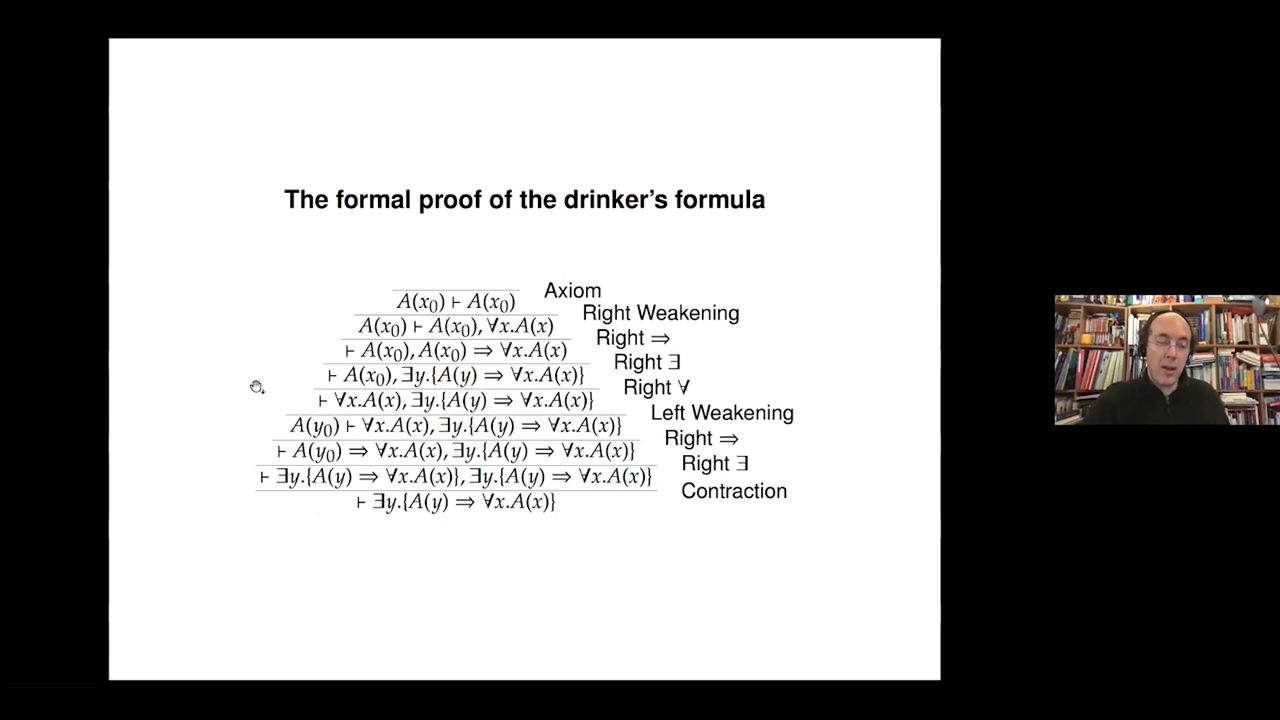 The formal proof of the drinker's formula
A(x₀) ⊢ A(x₀) Axiom
A(x₀) ⊢ A(x₀), ∀x.A(x) Right Weakening
⊢ A(x₀), A(x₀) ⇒ ∀x.A(x) Right ⇒
⊢ A(x₀), ∃y.{A(y) ⇒ ∀x.A(x)} Right ∃
⊢ ∀x.A(x), ∃y.{A(y) ⇒ ∀x.A(x)} Right ∀
A(y₀) ⊢ ∀x.A(x), ∃y.{A(y) ⇒ ∀x.A(x)} Left Weakening
⊢ A(y₀) ⇒ ∀x.A(x), ∃y.{A(y) ⇒ ∀x.A(x)} Right ⇒
⊢ ∃y.{A(y) ⇒ ∀x.A(x)}, ∃y.{A(y) ⇒ ∀x.A(x)} Right ∃
⊢ ∃y.{A(y) ⇒ ∀x.A(x)} Contraction